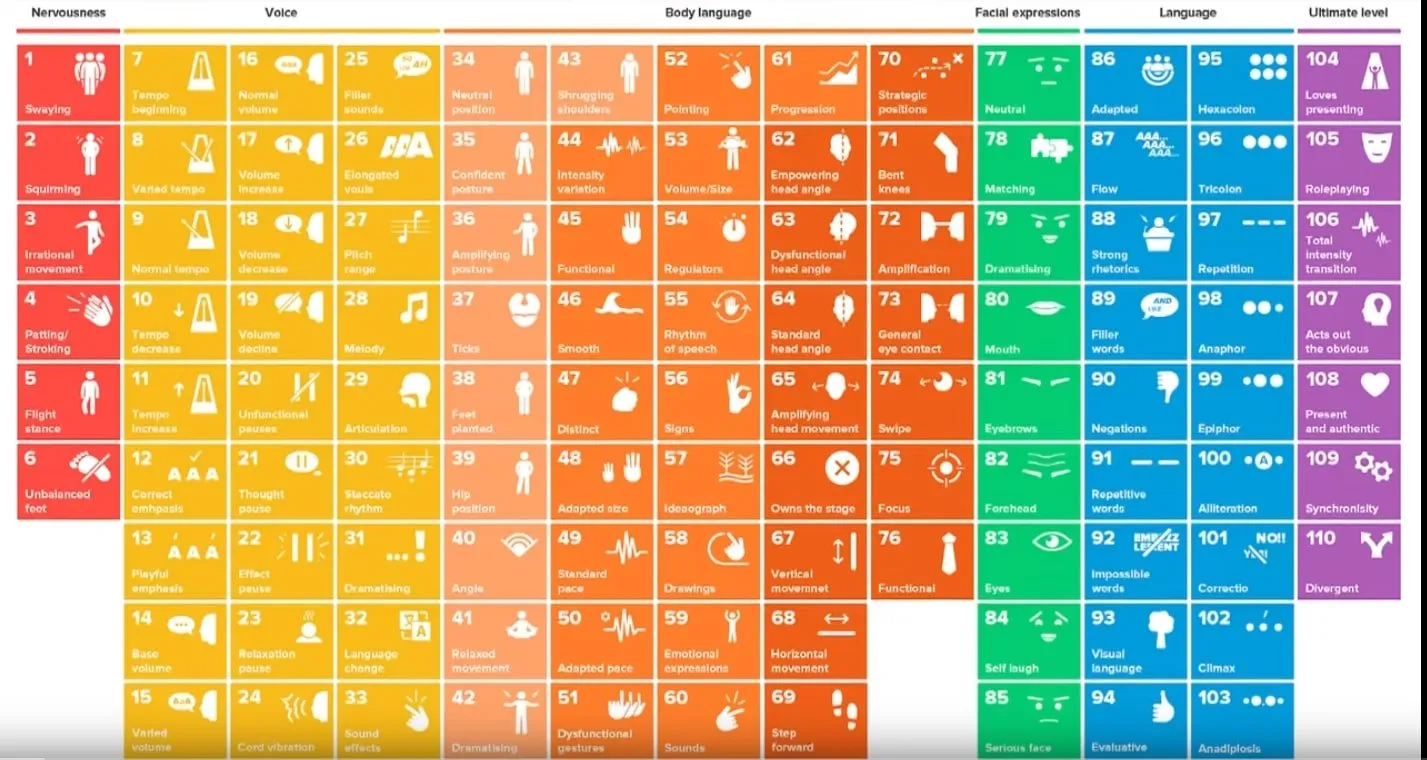 Nervousness
Voice
Body language
Facial expressions
Language
Ultimate level
1
Swaying
2
Squirming
3
Irrational
movement
4
Patting/
Stroking
5
Flight
stance
6
Unbalanced
feet
7
Tempo
beginning
8
Varied tempo
9
Normal tempo
10
Tempo
decrease
11
Tempo
increase
12
A A A
Correct
emhpasis
13
A A A
Playful
emphasis
14
Base
volume
15
AaA
Varied
volume
16
AAA
Normal
volume
17
Volume
increase
18
Volume
decrease
19
Volume
decline
20
Unfunctional
pauses
21
Thought
pause
22
Effect
pause
23
Relaxation
pause
24
Cord vibration
25
AH
Filler
sounds
26
AAA
Elongated
vouls
27
Pitch
range
28
Melody
29
Articulation
30
Staccato
rhythm
31
...!
Dramatising
32
A
Language
change
33
Sound
effects
34
Neutral
position
35
Confident
posture
36
Amplifying
posture
37
Ticks
38
Feet
planted
39
Hip
position
40
Angle
41
Relaxed
movement
42
Dramatising
43
Shrugging
shoulders
44
Intensity
variation
45
Functional
46
Smooth
47
Distinct
48
Adapted size
49
Standard
pace
50
Adapted pace
51
Dysfunctional
gestures
52
Pointing
53
Volume/Size
54
Regulators
55
Rhythm
of speech
56
Signs
57
Ideaograph
58
Drawings
59
Emotional
expressions
60
Sounds
61
Progression
62
Empowering
head angle
63
Dysfunctional
head angle
64
Standard
head angle
65
Amplifying
head movement
66
Owns the stage
67
Vertical
movemnet
68
Horizontal
movement
69
Step
forward
70
Strategic
positions
71
Bent
knees
72
Amplification
73
General
eye contact
74
Swipe
75
Focus
76
Functional
77
Neutral
78
Matching
79
Dramatising
80
Mouth
81
Eyebrows
82
Forehead
83
Eyes
84
Self laugh
85
Serious face
86
Adapted
87
AAA...
AAA...
AAA...
Flow
88
Strong
rhetorics
89
AND
LIKE
Filler
words
90
Negations
91
Repetitive
words
92
Impossible
words
93
Visual
language
94
Evaluative
95
Hexacolon
96
Tricolon
97
Repetition
98
Anaphor
99
Epiphor
100
A
Alliteration
101
NO!!
Correctio
102
Climax
103
Anadiplosis
104
Loves
presenting
105
Roleplaying
106
Total
intensity
transition
107
Acts out
the obvious
108
Present
and authentic
109
Synchronisity
110
Divergent